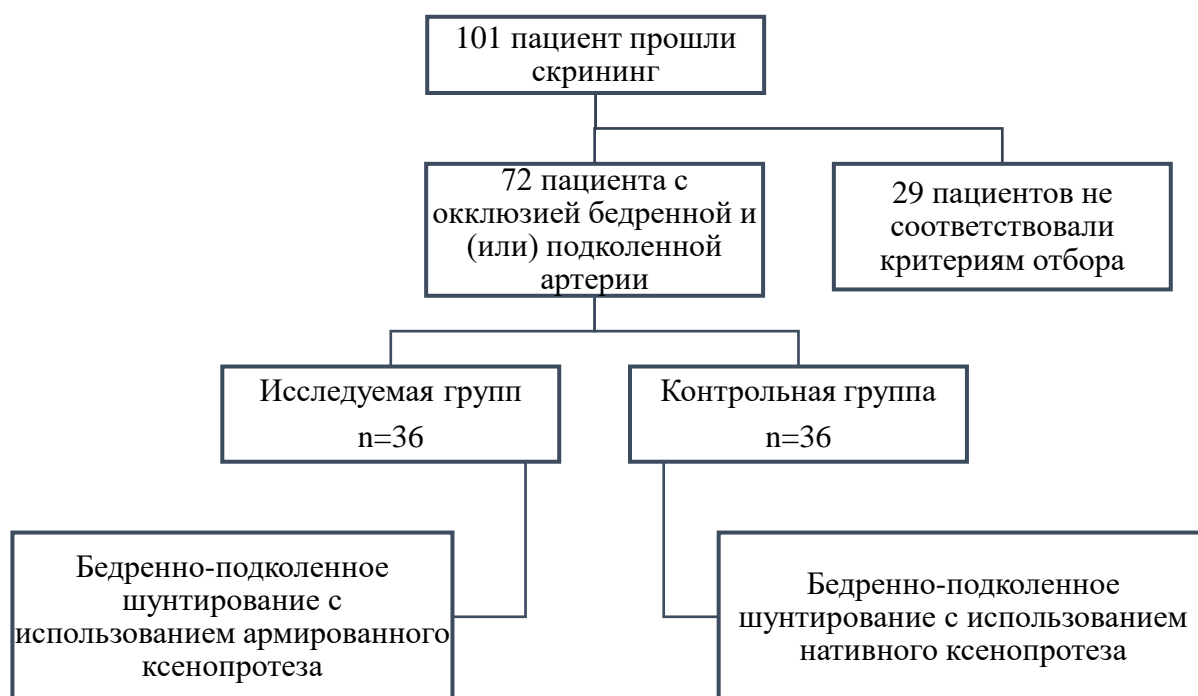 101 пациент прошли
скрининг
72 пациента с
окклюзией бедренной и
(или) подколенной
артерии
29 пациентов не
соответствовали
критериям отбора
Исследуемая групп
n=36
Контрольная группа
n=36
Бедренно-подколенное
шунтирование с
использованием армированного
ксенопротеза
Бедренно-подколенное
шунтирование с использованием
нативного ксенопротеза